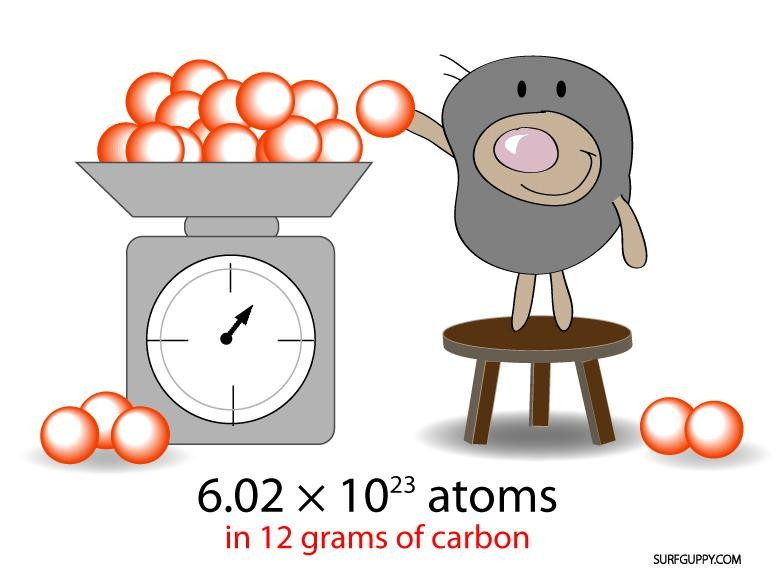 6.02 × 10²³ atoms
in 12 grams of carbon
SURFGUPPY.COM